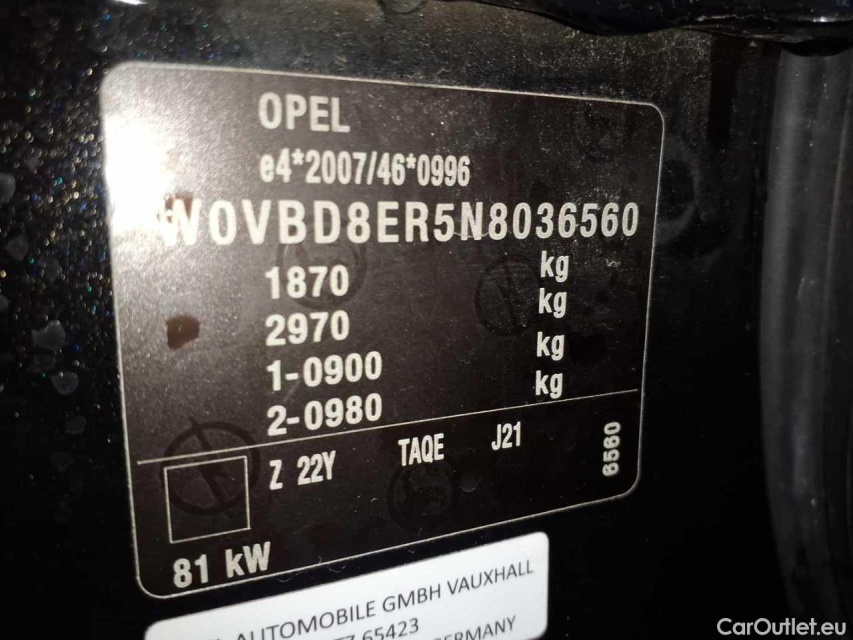 OPEL
e4*2007/46*0996
W0VBD8ER5N8036560
1870 kg
2970 kg
1-0900 kg
2-0980 kg
Z 22Y TAQE J21 6560
81 kW
AUTOMOBILE GMBH VAUXHALL
65423
GERMANY
CarOutlet.eu